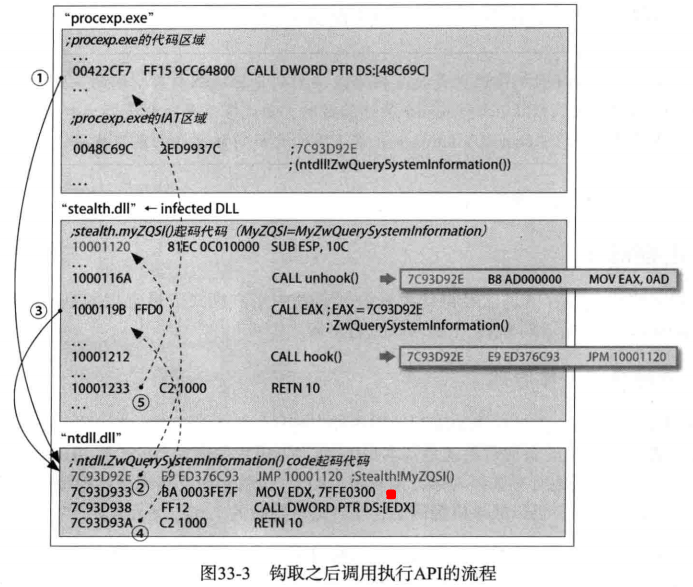 "procexp.exe"
;procexp.exe的代码区域
...
① 00422CF7 FF15 9CC64800 CALL DWORD PTR DS:[48C69C]
...
;procexp.exe的IAT区域
...
0048C69C 2ED9937C ;7C93D92E
;(ntdll!ZwQuerySystemInformation())
...
"stealth.dll" ← infected DLL
;stealth.myZQSI()起码代码（MyZQSI=MyZwQuerySystemInformation）
10001120 81EC 0C010000 SUB ESP, 10C
...
1000116A CALL unhook() 7C93D92E B8 AD000000 MOV EAX, 0AD
...
③ 1000119B FFD0 CALL EAX ; EAX = 7C93D92E
; ZwQuerySystemInformation()
...
10001212 CALL hook() 7C93D92E E9 ED376C93 JPM 10001120
...
10001233 C2 1000 RETN 10
... ⑤
"ntdll.dll"
; ntdll.ZwQuerySystemInformation() code起码代码
7C93D92E E9 ED376C93 JMP 10001120 ;Stealth!MyZQSI()
②
7C93D933 BA 0003FE7F MOV EDX, 7FFE0300
7C93D938 FF12 CALL DWORD PTR DS:[EDX]
7C93D93A C2 1000 RETN 10
④
图33-3 钩取之后调用执行API的流程